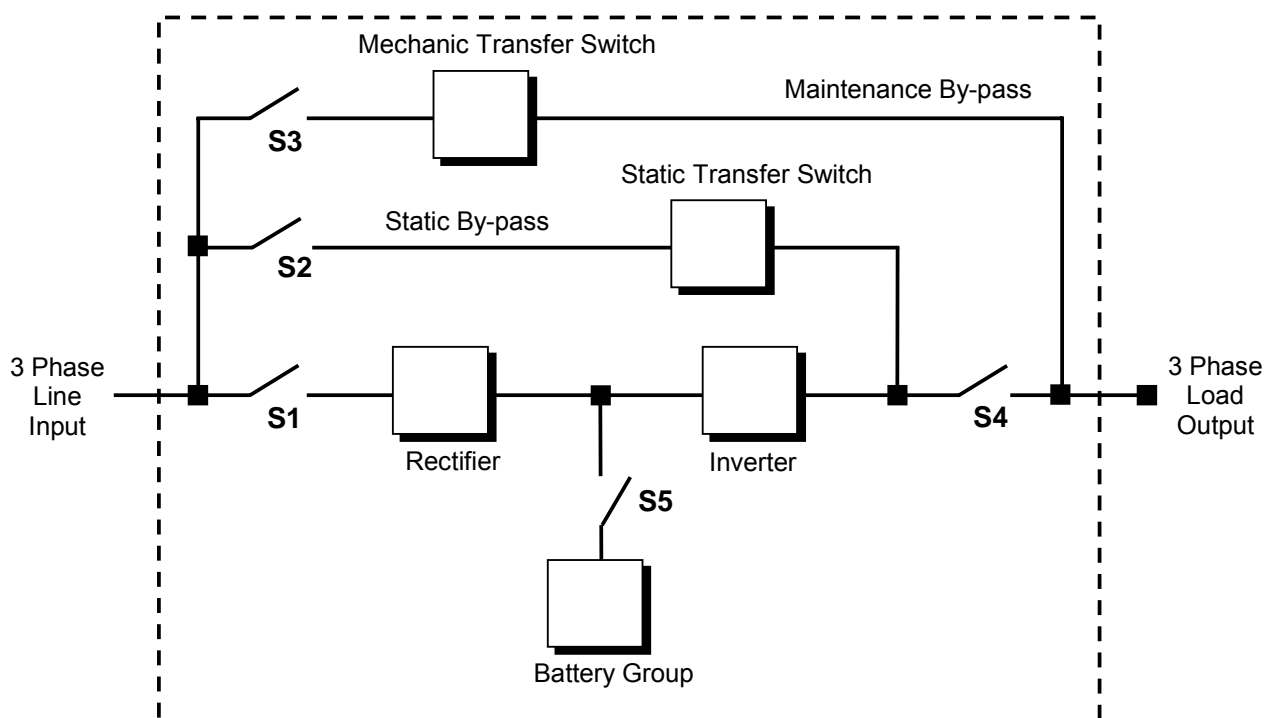 Mechanic Transfer Switch
Maintenance By-pass
S3
Static Transfer Switch
Static By-pass
S2
3 Phase
Line
Input
S1
Rectifier
Inverter
S4
3 Phase
Load
Output
S5
Battery Group